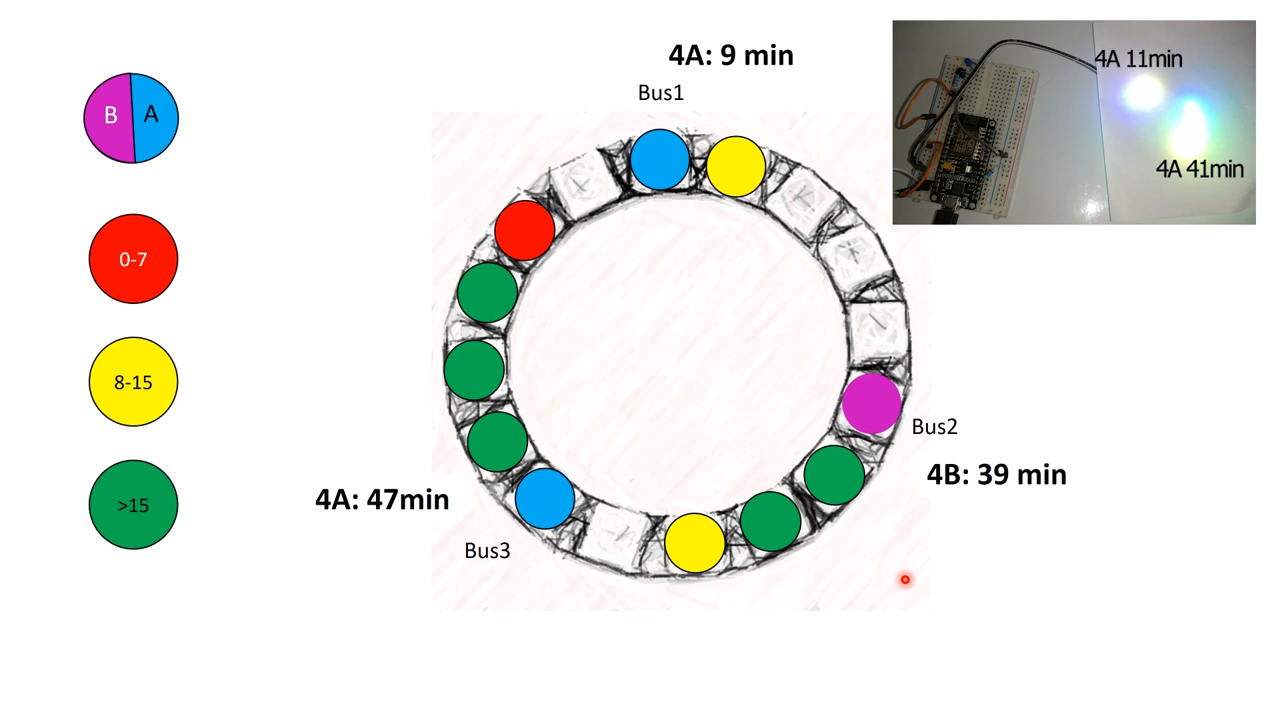 4A: 9 min
Bus1
4A 11min
4A 41min
B A
0-7
8-15
>15
Bus2
4B: 39 min
4A: 47min
Bus3